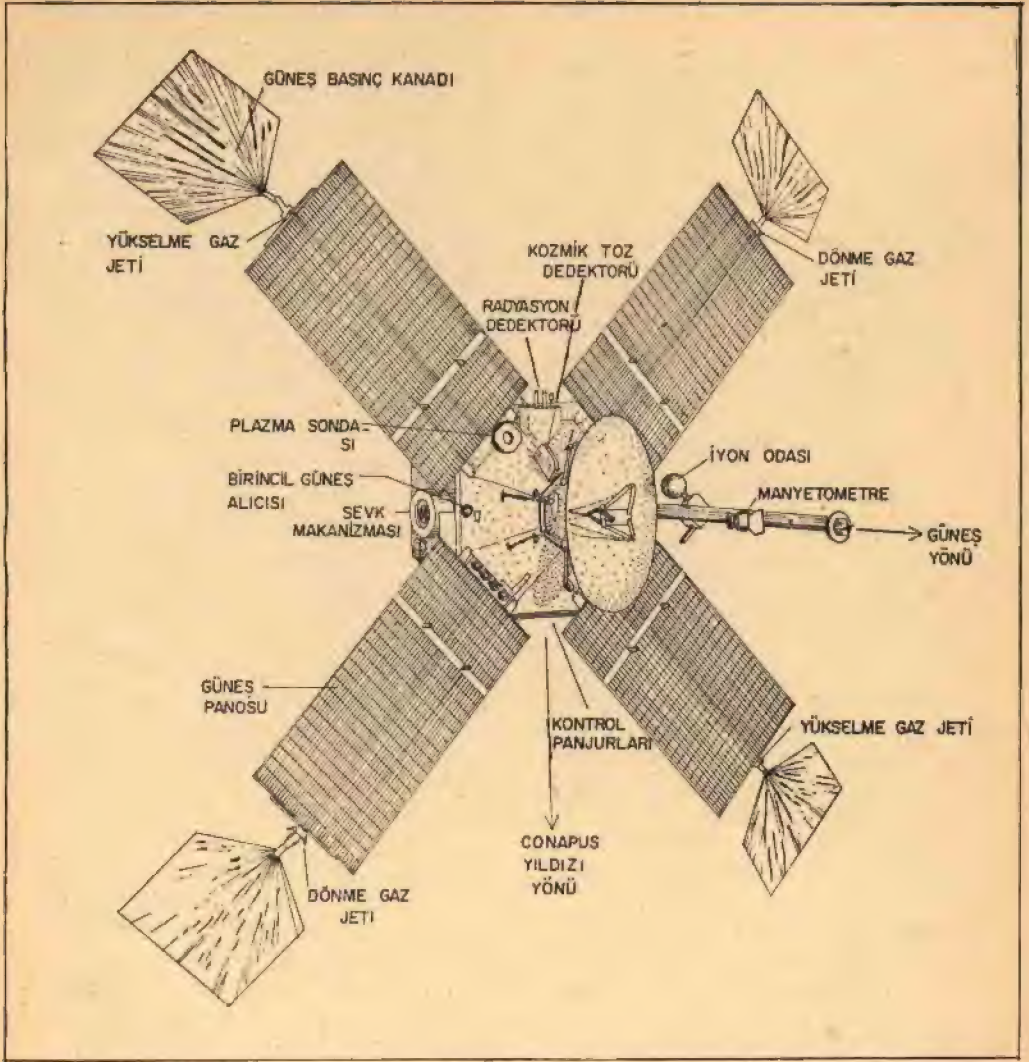 GÜNEŞ BASINÇ KANADI
YÜKSELME GAZ
JETİ
KOZMİK TOZ
DEDEKTORÜ
DÖNME GAZ
JETİ
RADYASYON
DEDEKTORÜ
PLAZMA SONDA-
SI
BİRİNCİL GÜNEŞ
ALICISI
SEVK
MAKANİZMASI
İYON ODASI
MANYETOMETRE
GÜNEŞ
YÖNÜ
GÜNEŞ
PANOSU
KONTROL
PANJURLARI
YÜKSELME GAZ JETİ
CONAPUS
YILDIZI
YÖNÜ
DÖNME GAZ
JETİ